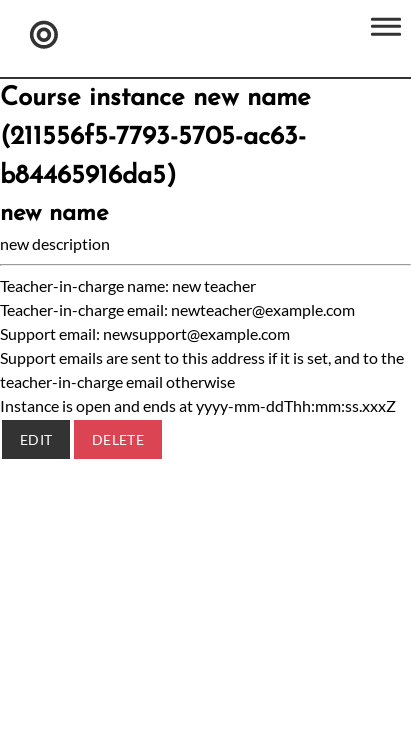 Course instance new name
(211556f5-7793-5705-ac63-
b84465916da5)
new name
new description
Teacher-in-charge name: new teacher
Teacher-in-charge email: newteacher@example.com
Support email: newsupport@example.com
Support emails are sent to this address if it is set, and to the
teacher-in-charge email otherwise
Instance is open and ends at yyyy-mm-ddThh:mm:ss.xxxZ
EDIT DELETE